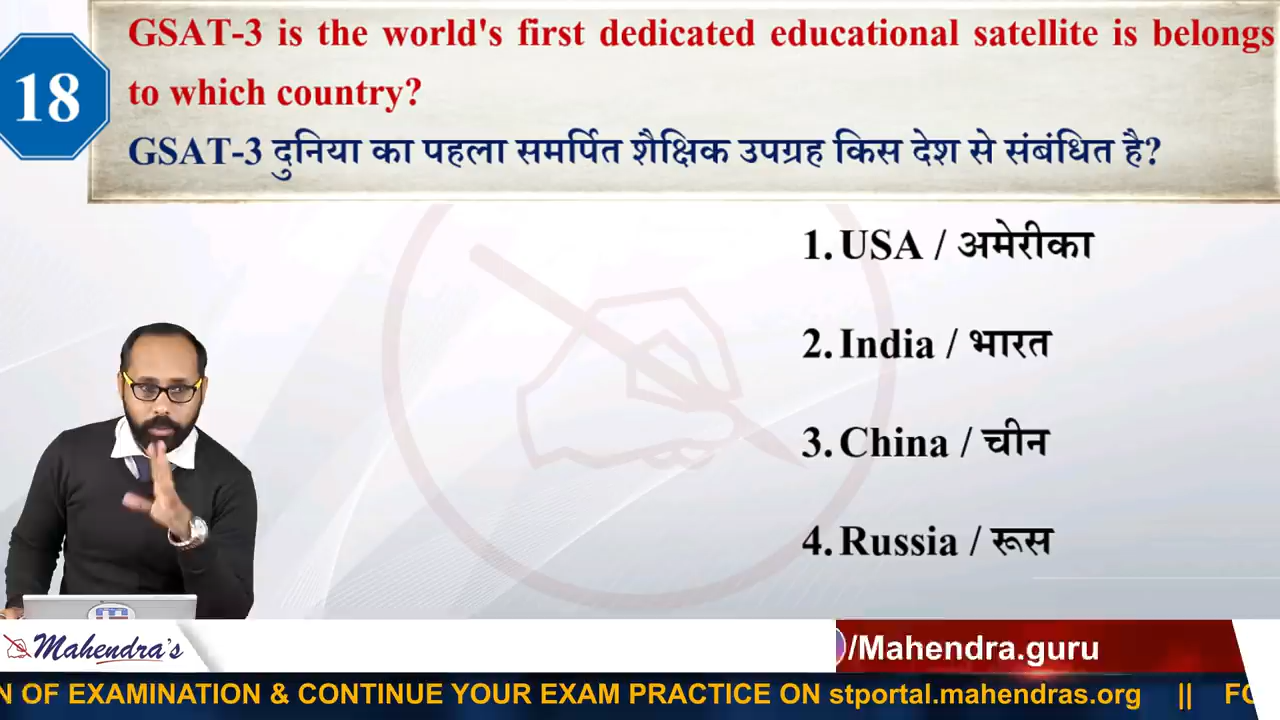 GSAT-3 is the world's first dedicated educational satellite is belongs
to which country?
18
GSAT-3 दुनिया का पहला समर्पित शैक्षिक उपग्रह किस देश से संबंधित है?
1. USA / अमेरीका
2. India / भारत
3. China / चीन
4. Russia / रूस
Mahendra's
/Mahendra.guru
N OF EXAMINATION & CONTINUE YOUR EXAM PRACTICE ON stportal.mahendras.org || FO